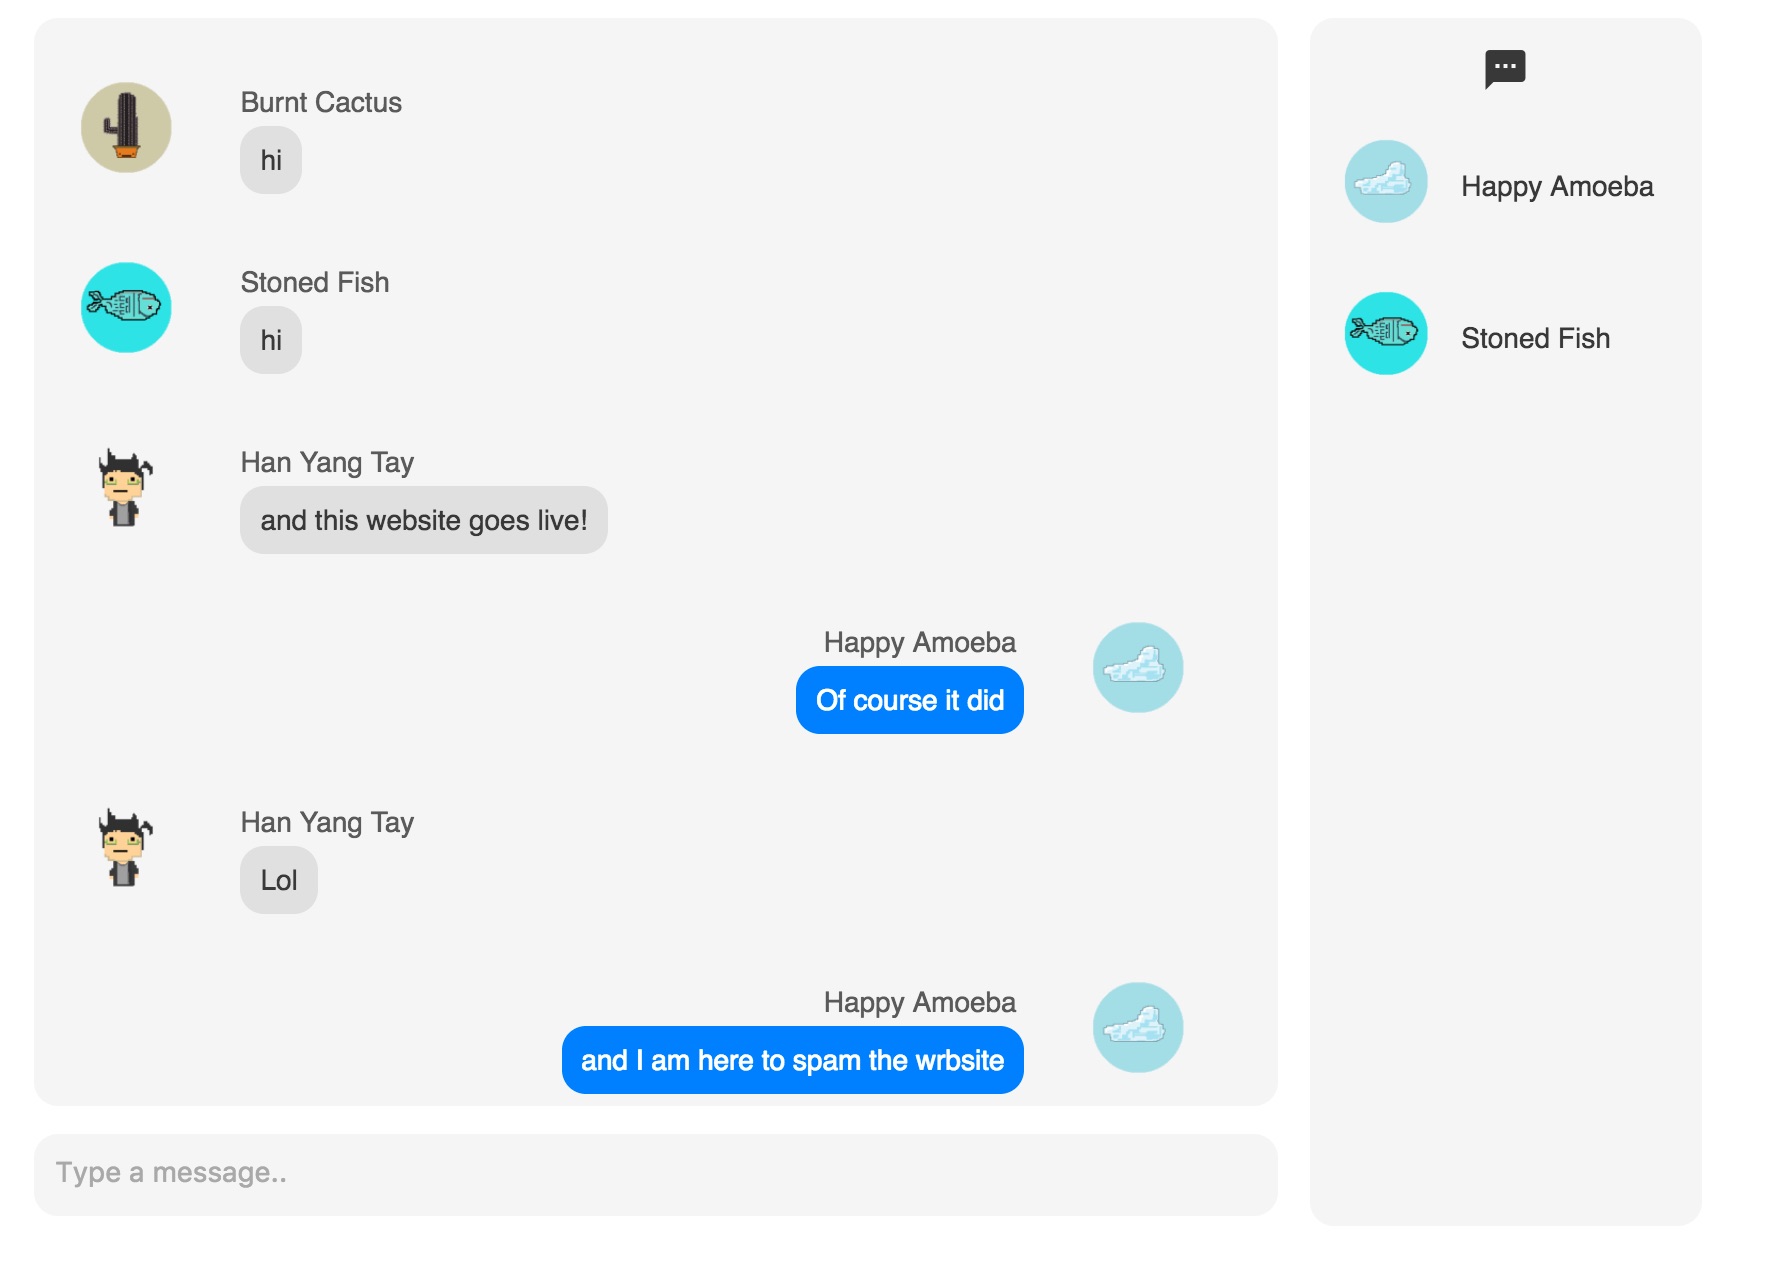 Burnt Cactus
hi
Stoned Fish
hi
Han Yang Tay
and this website goes live!
Happy Amoeba
Of course it did
Han Yang Tay
Lol
Happy Amoeba
and I am here to spam the wrbsite
Type a message..
Happy Amoeba
Stoned Fish